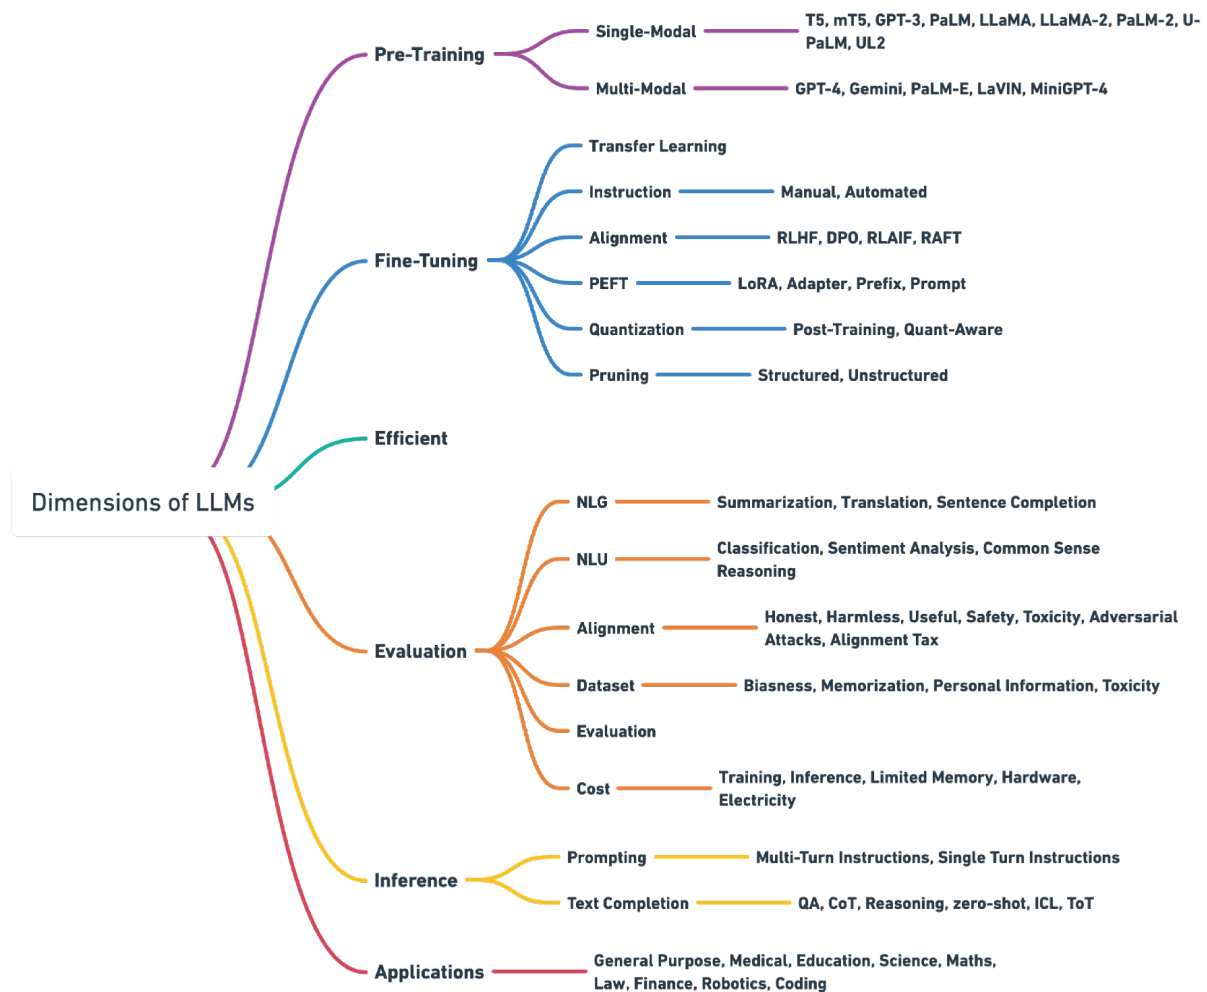 Dimensions of LLMs
Pre-Training
Single-Modal
T5, mT5, GPT-3, PaLM, LLaMA, LLaMA-2, PaLM-2, U-
PaLM, UL2
Multi-Modal
GPT-4, Gemini, PaLM-E, LaVIN, MiniGPT-4
Fine-Tuning
Transfer Learning
Instruction
Manual, Automated
Alignment
RLHF, DPO, RLAIF, RAFT
PEFT
LoRA, Adapter, Prefix, Prompt
Quantization
Post-Training, Quant-Aware
Pruning
Structured, Unstructured
Efficient
Evaluation
NLG
Summarization, Translation, Sentence Completion
NLU
Classification, Sentiment Analysis, Common Sense
Reasoning
Alignment
Honest, Harmless, Useful, Safety, Toxicity, Adversarial
Attacks, Alignment Tax
Dataset
Biasness, Memorization, Personal Information, Toxicity
Evaluation
Cost
Training, Inference, Limited Memory, Hardware,
Electricity
Inference
Prompting
Multi-Turn Instructions, Single Turn Instructions
Text Completion
QA, CoT, Reasoning, zero-shot, ICL, ToT
Applications
General Purpose, Medical, Education, Science, Maths,
Law, Finance, Robotics, Coding